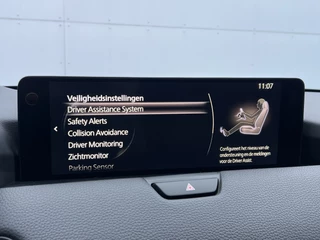 11:07
Veiligheidsinstellingen
Driver Assistance System
Safety Alerts
Collision Avoidance
Driver Monitoring
Zichtmonitor
Parking Sensor
Configureert het niveau van de
ondersteuning en de meldingen
voor de Driver Assist.